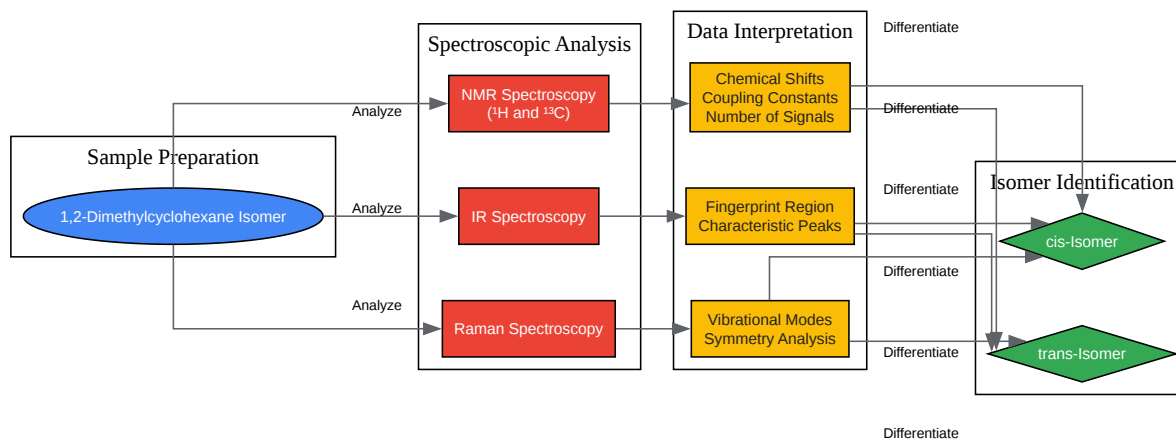 Sample Preparation
1,2-Dimethylcyclohexane Isomer
Analyze
Analyze
Analyze
Spectroscopic Analysis
NMR Spectroscopy
(¹H and ¹³C)
IR Spectroscopy
Raman Spectroscopy
Data Interpretation
Chemical Shifts
Coupling Constants
Number of Signals
Fingerprint Region
Characteristic Peaks
Vibrational Modes
Symmetry Analysis
Differentiate
Differentiate
Differentiate
Differentiate
Differentiate
Differentiate
Isomer Identification
cis-Isomer
trans-Isomer